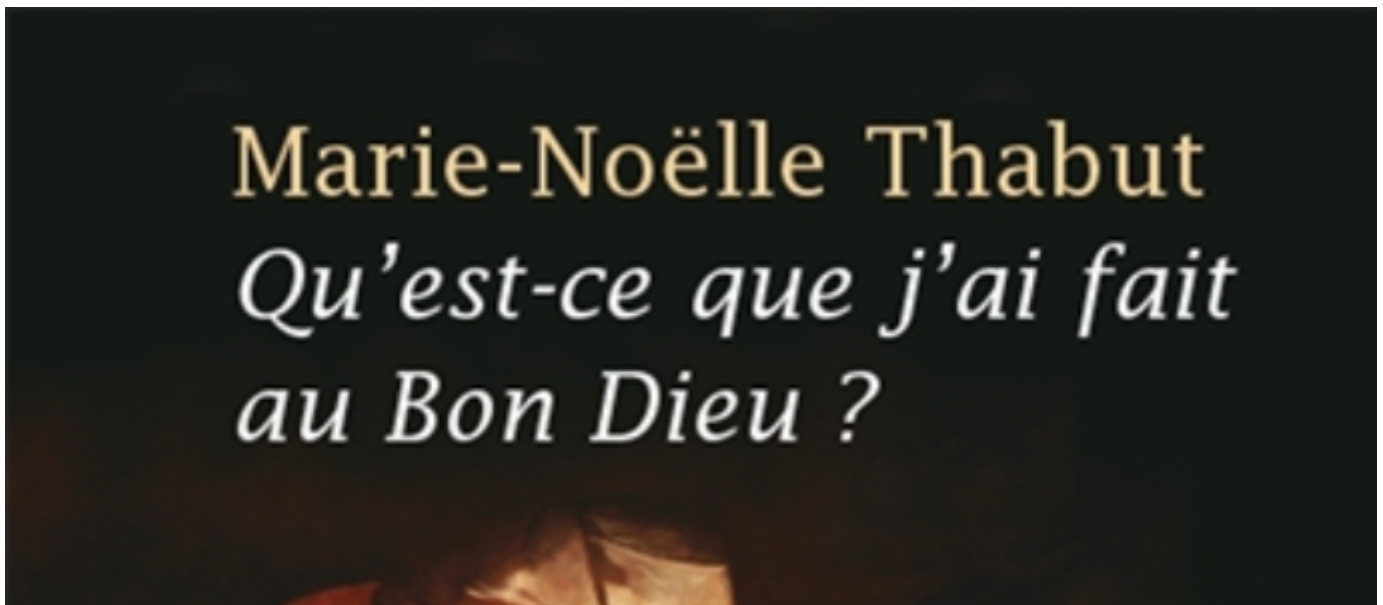 Marie-Noëlle Thabut
Qu’est-ce que j’ai fait
au Bon Dieu ?